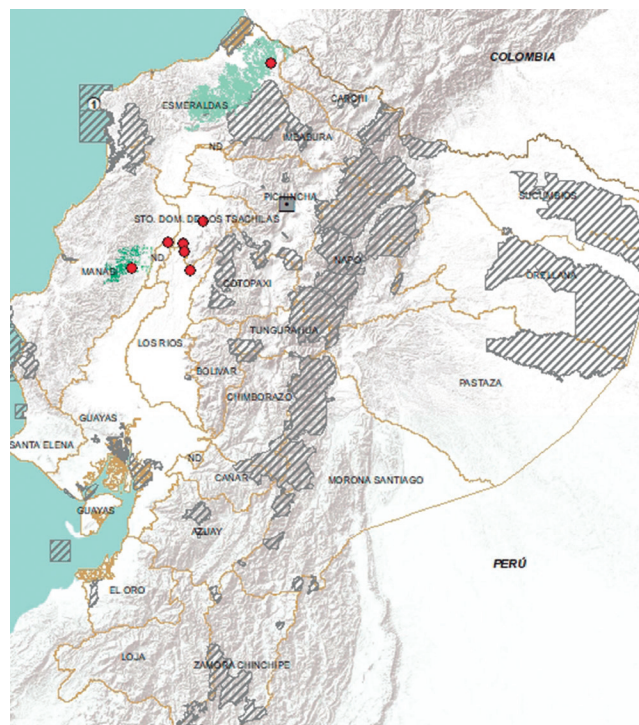 COLOMBIA
CARCHI
1
ESMERALDAS
IMBABURA
ND
SUCUMBIOS
PICHINCHA
STO. DOM. DE LOS TSACHILAS
NAPO
ND
MANABI
COTOPAXI
ORELLANA
TUNGURAHUA
LOS RIOS
BOLIVAR
PASTAZA
CHIMBORAZO
GUAYAS
SANTA ELENA
ND
CAÑAR
MORONA SANTIAGO
GUAYAS
AZUAY
PERÚ
EL ORO
LOJA
ZAMORA CHINCHIPE